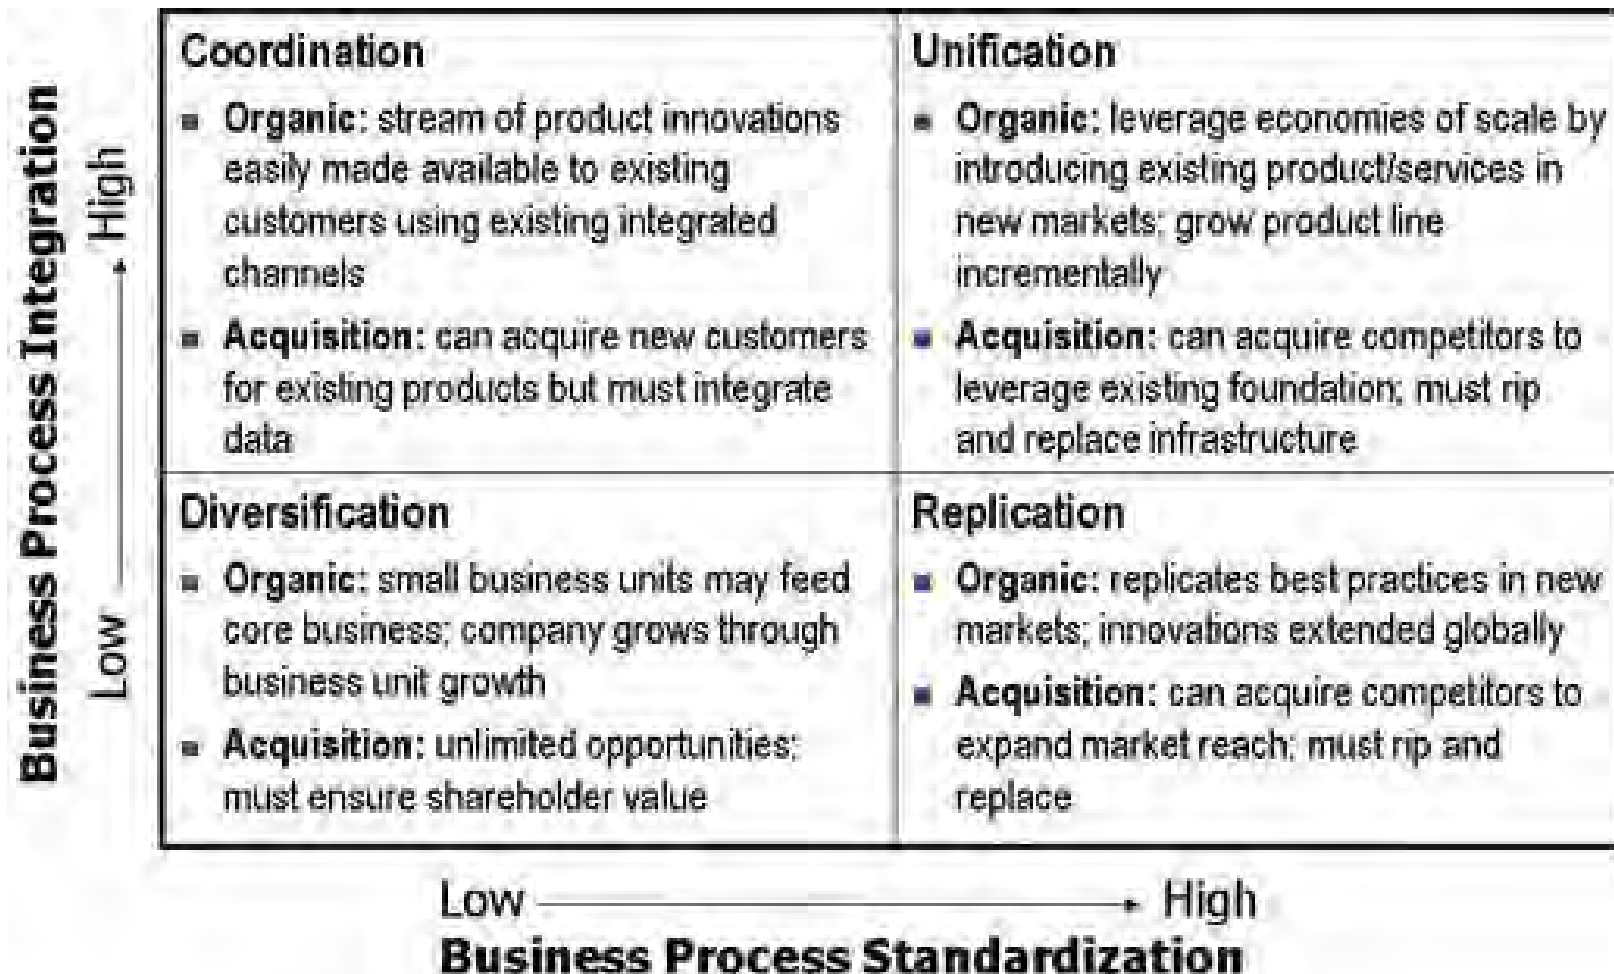 Coordination
▪ Organic: stream of product innovations
easily made available to existing
customers using existing integrated
channels
▪ Acquisition: can acquire new customers
for existing products but must integrate
data
Unification
▪ Organic: leverage economies of scale by
introducing existing product/services in
new markets; grow product line
incrementally
▪ Acquisition: can acquire competitors to
leverage existing foundation; must rip
and replace infrastructure
Diversification
▪ Organic: small business units may feed
core business; company grows through
business unit growth
▪ Acquisition: unlimited opportunities;
must ensure shareholder value
Replication
▪ Organic: replicates best practices in new
markets; innovations extended globally
▪ Acquisition: can acquire competitors to
expand market reach; must rip and
replace
Business Process Integration
Low High
Low High
Business Process Standardization